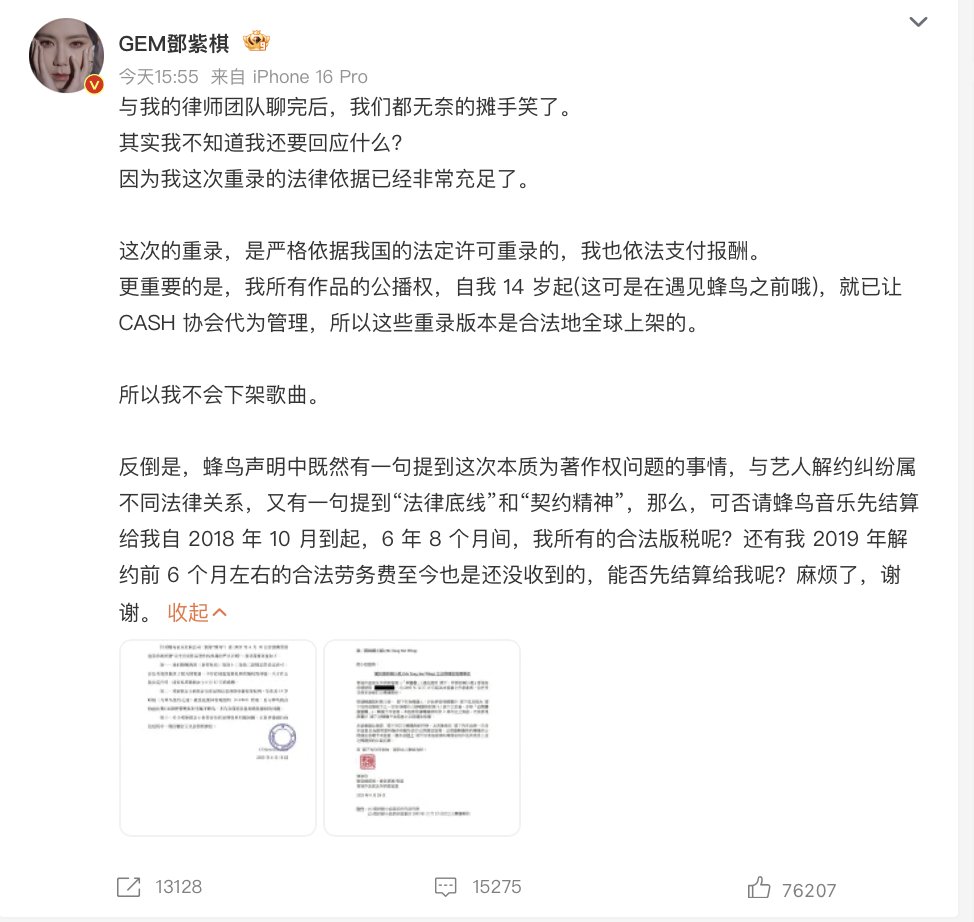 GEM鄧紫棋
今天15:55 来自 iPhone 16 Pro
与我的律师团队聊完后，我们都无奈的摊手笑了。
其实我不知道我还要回应什么?
因为我这次重录的法律依据已经非常充足了。
这次的重录，是严格依据我国的法定许可重录的，我也依法支付报酬。
更重要的是，我所有作品的公播权，自我 14 岁起(这可是在遇见蜂鸟之前哦)，就已让
CASH 协会代为管理，所以这些重录版本是合法地全球上架的。
所以我不会下架歌曲。
反倒是，蜂鸟声明中既然有一句提到这次本质为著作权问题的事情，与艺人解约纠纷属
不同法律关系，又有一句提到“法律底线”和“契约精神”，那么，可否请蜂鸟音乐先结算
给我自 2018 年 10 月到起，6 年 8 个月间，我所有的合法版税呢？还有我 2019 年解
约前 6 个月左右的合法劳务费至今也是还没收到的，能否先结算给我呢？麻烦了，谢
谢。 收起
13128
15275
76207